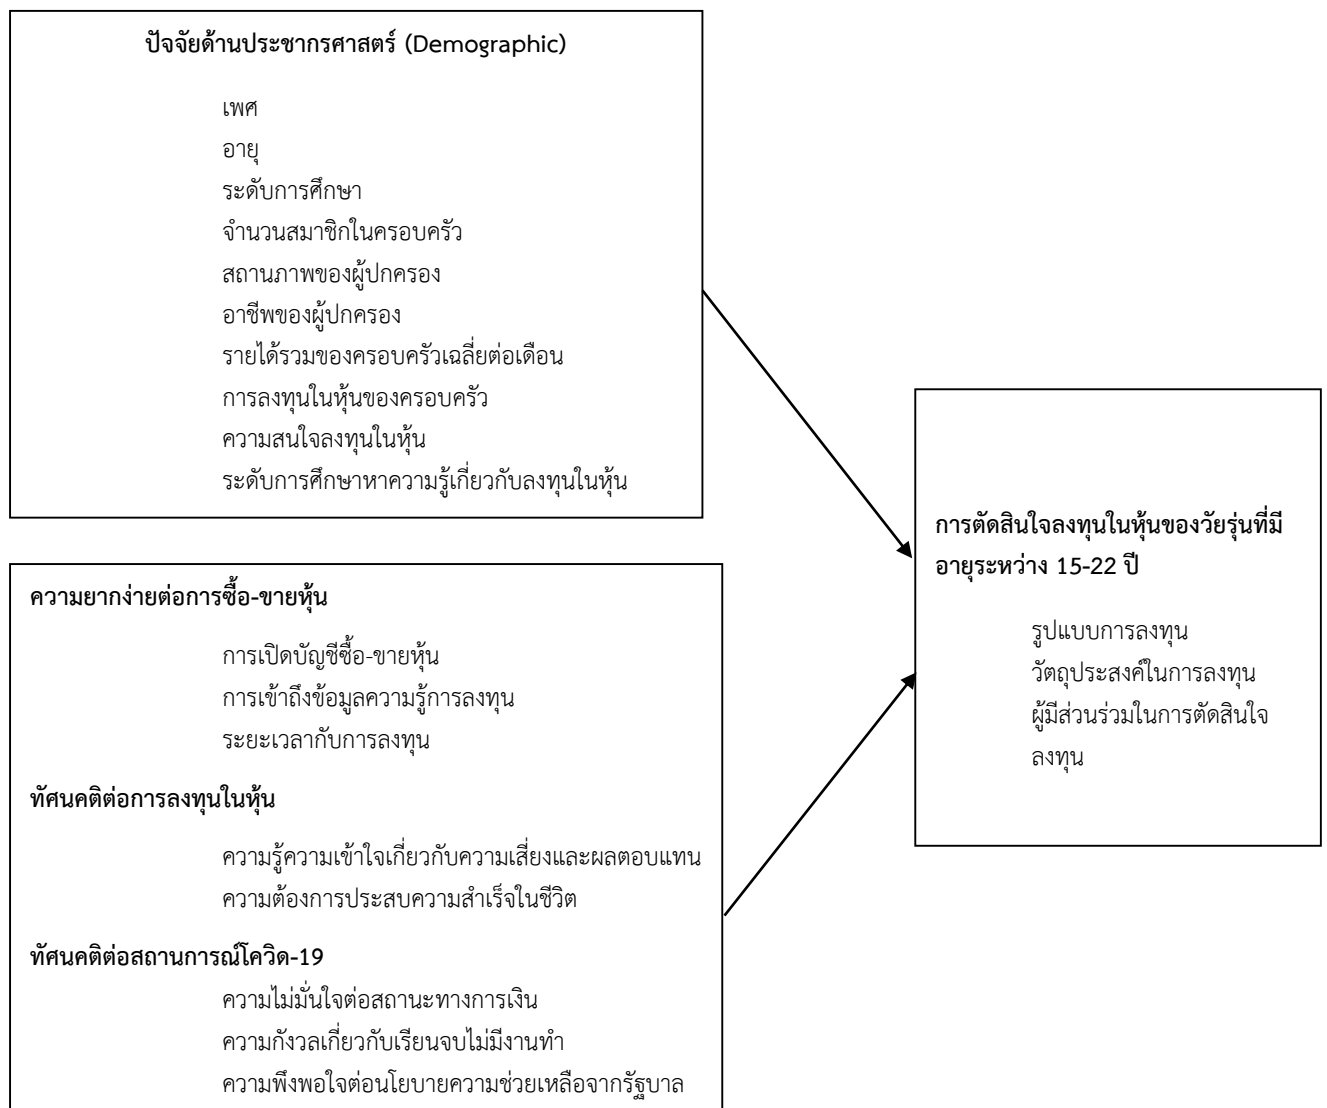 ปัจจัยด้านประชากรศาสตร์ (Demographic)
เพศ
อายุ
ระดับการศึกษา
จำนวนสมาชิกในครอบครัว
สถานภาพของผู้ปกครอง
อาชีพของผู้ปกครอง
รายได้รวมของครอบครัวเฉลี่ยต่อเดือน
การลงทุนในหุ้นของครอบครัว
ความสนใจลงทุนในหุ้น
ระดับการศึกษาหาความรู้เกี่ยวกับลงทุนในหุ้น
ความยากง่ายต่อการซื้อ-ขายหุ้น
การเปิดบัญชีซื้อ-ขายหุ้น
การเข้าถึงข้อมูลความรู้การลงทุน
ระยะเวลากับการลงทุน
ทัศนคติต่อการลงทุนในหุ้น
ความรู้ความเข้าใจเกี่ยวกับความเสี่ยงและผลตอบแทน
ความต้องการประสบความสำเร็จในชีวิต
ทัศนคติต่อสถานการณ์โควิด-19
ความไม่มั่นใจต่อสถานะทางการเงิน
ความกังวลเกี่ยวกับเรียนจบไม่มีงานทำ
ความพึงพอใจต่อนโยบายความช่วยเหลือจากรัฐบาล
การตัดสินใจลงทุนในหุ้นของวัยรุ่นที่มี
อายุระหว่าง 15-22 ปี
รูปแบบการลงทุน
วัตถุประสงค์ในการลงทุน
ผู้มีส่วนร่วมในการตัดสินใจ
ลงทุน